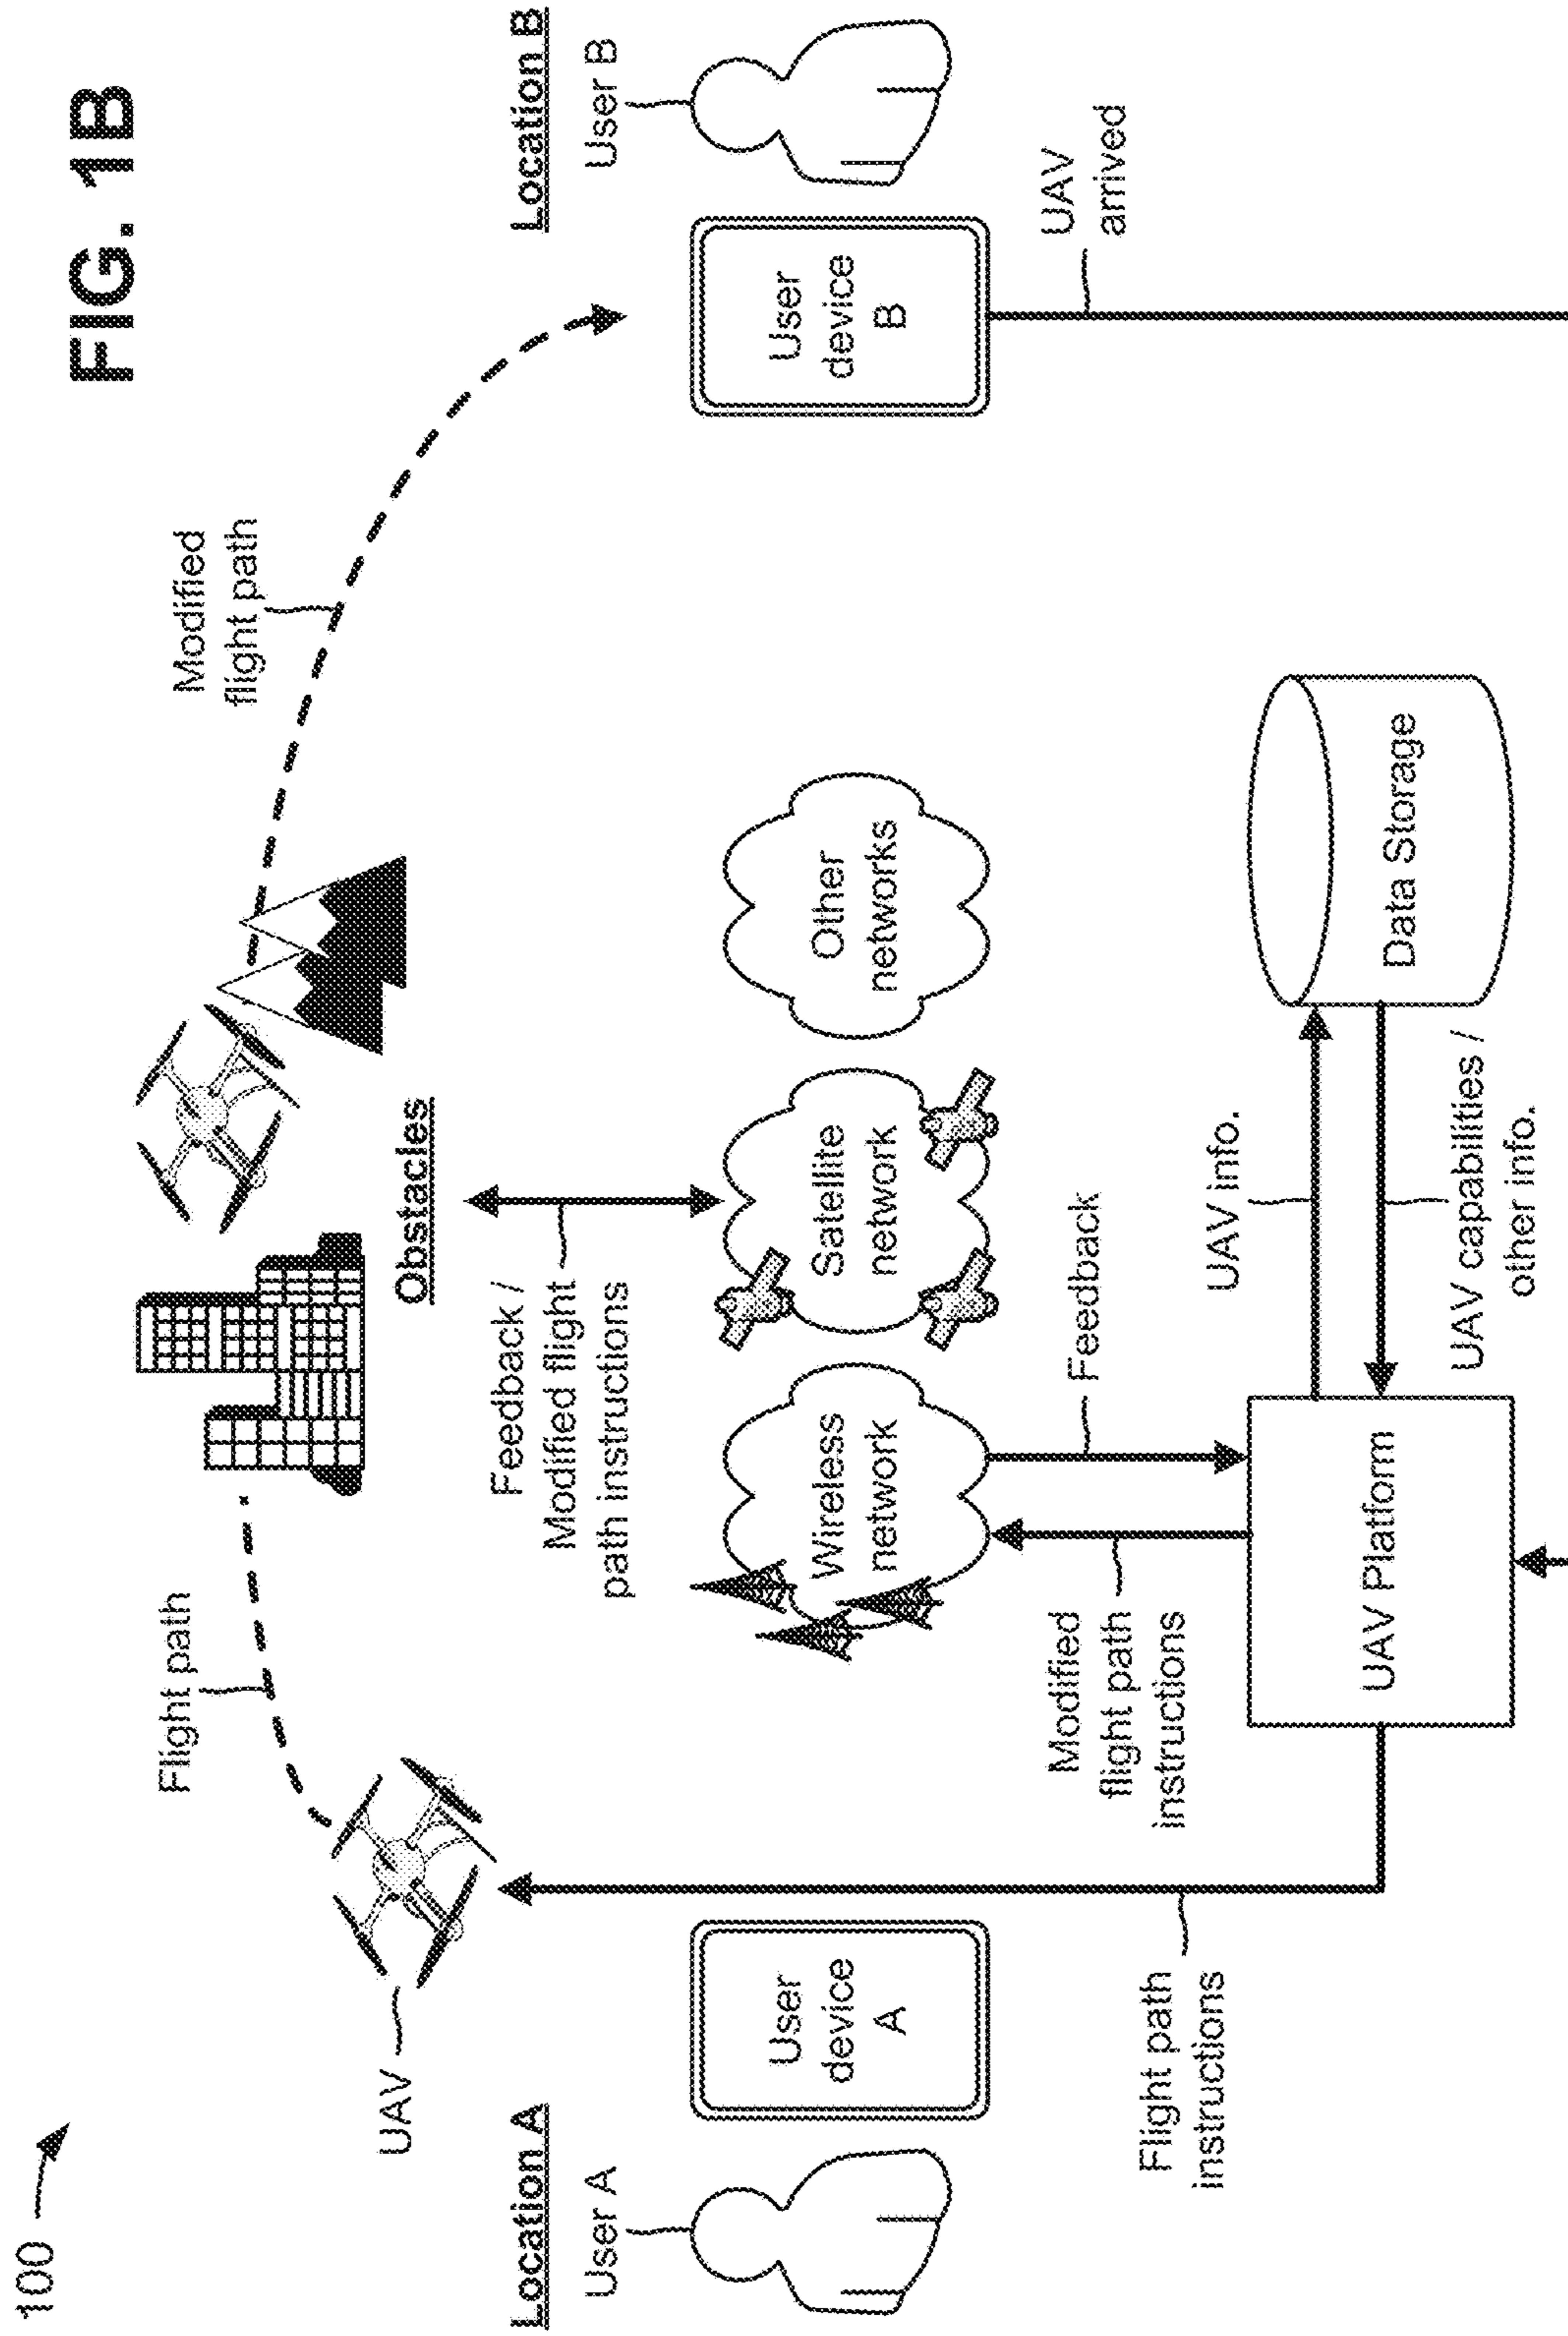 100
FIG. 1B
Flight path
Modified
flight path
UAV
Obstacles
Location A
User A
Location B
User B
Feedback /
Modified flight
path instructions
User
device
A
Wireless
network
Satellite
network
Other
networks
User
device
B
Flight path
instructions
Modified
flight path
instructions
Feedback
UAV
arrived
UAV info.
UAV Platform
Data Storage
UAV capabilities /
other info.